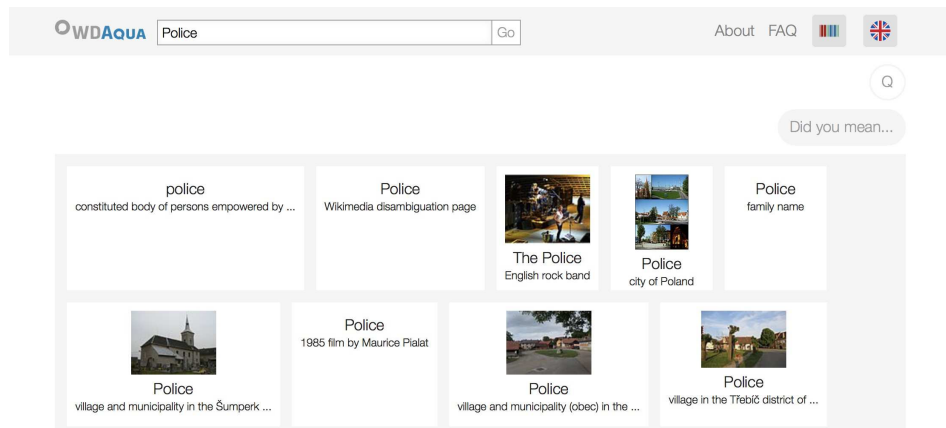 WDAQUA Police Go About FAQ
Q
Did you mean...
police
constituted body of persons empowered by ...
Police
Wikimedia disambiguation page
The Police
English rock band
Police
city of Poland
Police
family name
Police
village and municipality in the Šumperk ...
Police
1985 film by Maurice Pialat
Police
village and municipality (obec) in the ...
Police
village in the Třebíč district of ...